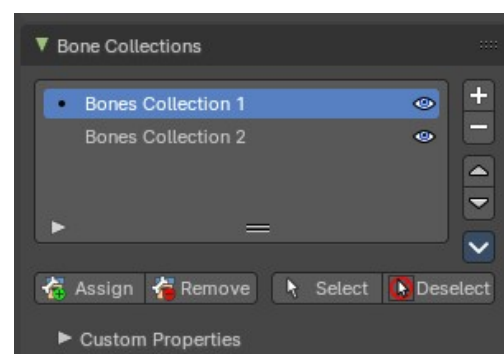 Bone Collections
Bones Collection 1
Bones Collection 2
Assign Remove Select Deselect
Custom Properties